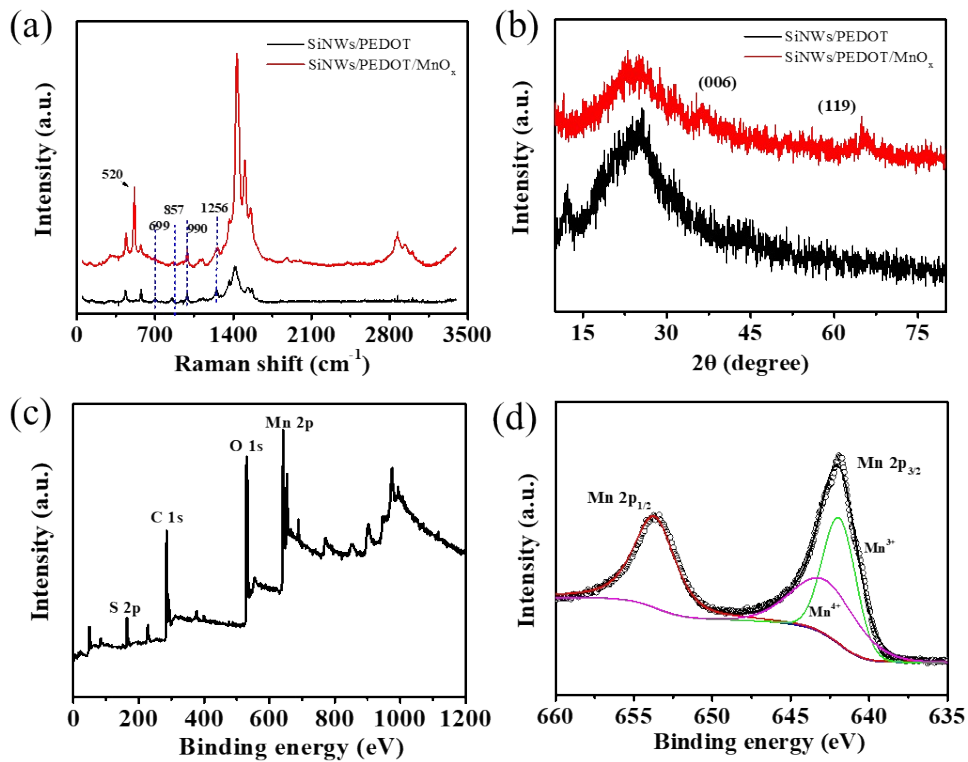 (a)
SiNWs/PEDOT
SiNWs/PEDOT/MnOₓ
520
699
857
990
1256
Intensity (a.u.)
0 700 1400 2100 2800 3500
Raman shift (cm⁻¹)
(b)
SiNWs/PEDOT
SiNWs/PEDOT/MnOₓ
(006)
(119)
Intensity (a.u.)
15 30 45 60 75
2θ (degree)
(c)
Mn 2p
O 1s
C 1s
S 2p
Intensity (a.u.)
0 200 400 600 800 1000 1200
Binding energy (eV)
(d)
Mn 2p₃/₂
Mn 2p₁/₂
Mn³⁺
Mn⁴⁺
Intensity (a.u.)
660 655 650 645 640 635
Binding energy (eV)